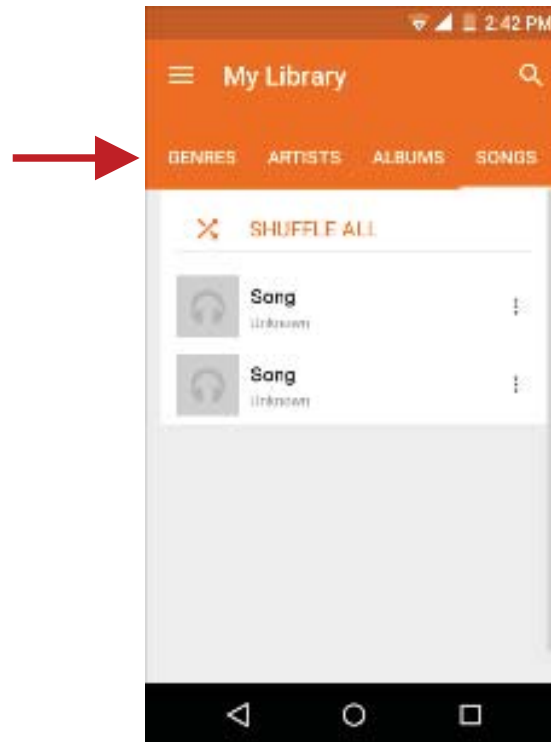 2:42 PM
My Library
GENRES ARTISTS ALBUMS SONGS
SHUFFLE ALL
Song
Unknown
Song
Unknown